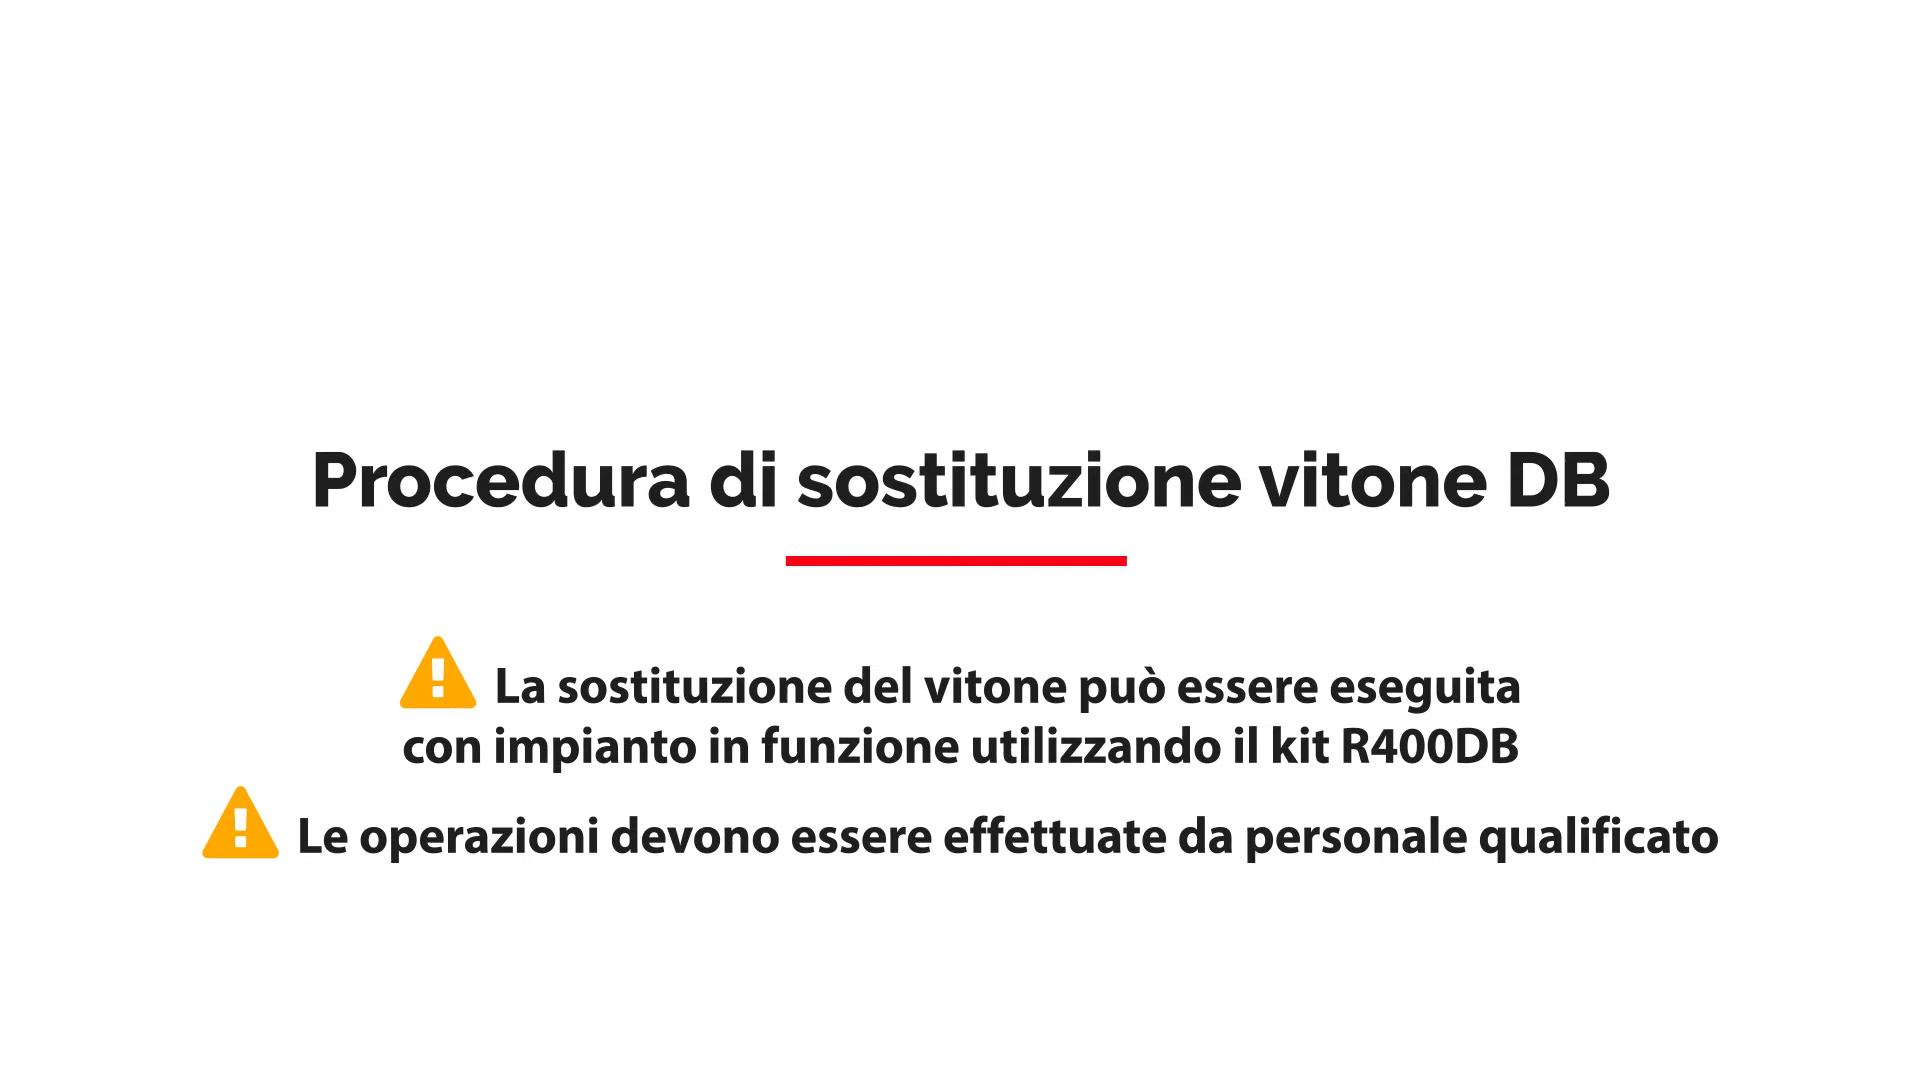 Procedura di sostituzione vitone DB
La sostituzione del vitone può essere eseguita
con impianto in funzione utilizzando il kit R400DB
Le operazioni devono essere effettuate da personale qualificato